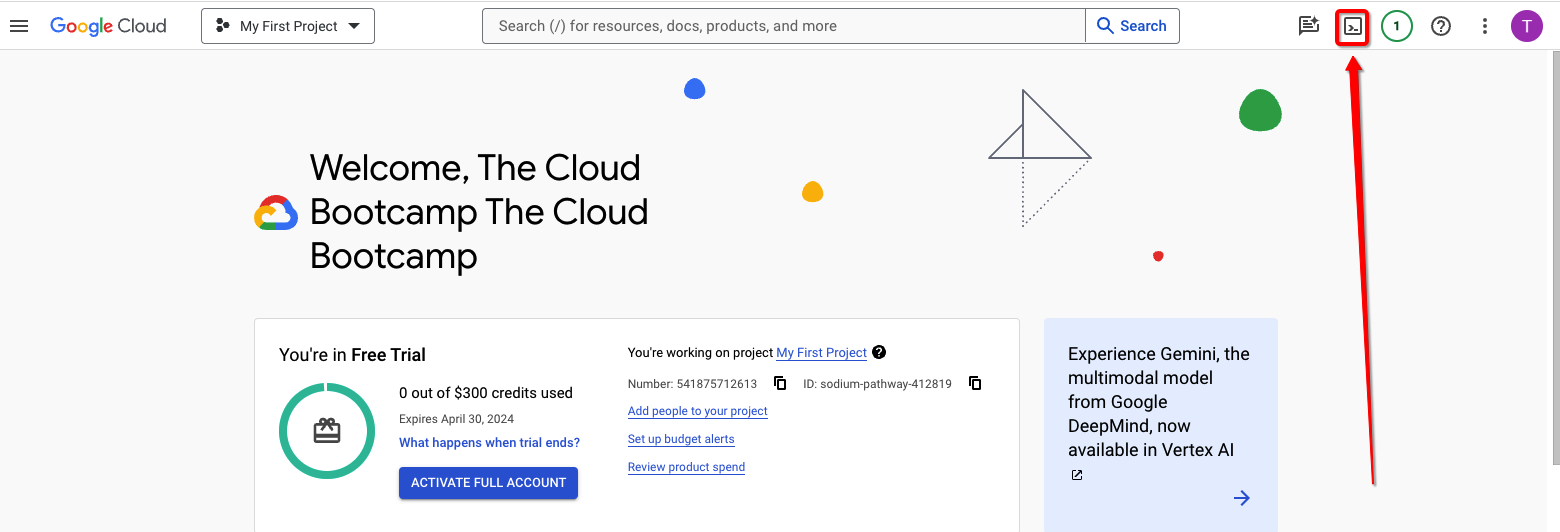 Google Cloud
My First Project
Search (/) for resources, docs, products, and more
Search
1
T
Welcome, The Cloud
Bootcamp The Cloud
Bootcamp
You're in Free Trial
0 out of $300 credits used
Expires April 30, 2024
What happens when trial ends?
ACTIVATE FULL ACCOUNT
You're working on project My First Project
Number: 541875712613 ID: sodium-pathway-412819
Add people to your project
Set up budget alerts
Review product spend
Experience Gemini, the
multimodal model
from Google
DeepMind, now
available in Vertex AI